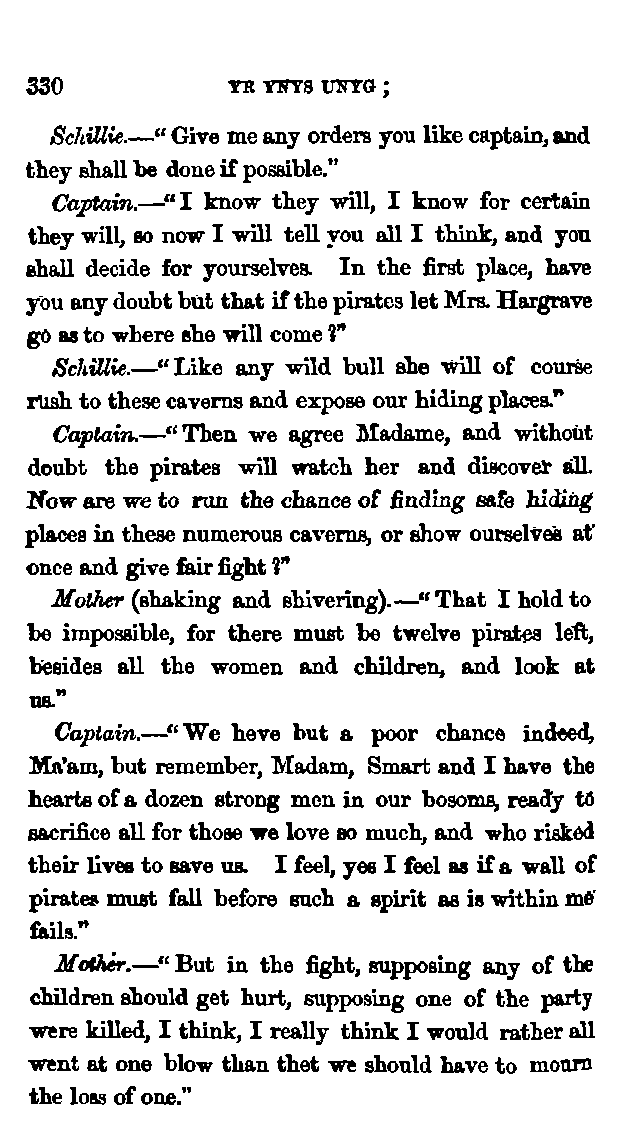 330 YR YNYS UNYG ;
Schillie.—“Give me any orders you like captain, and
they shall be done if possible."
Captain.—“I know they will, I know for certain
they will, so now I will tell you all I think, and you
shall decide for yourselves. In the first place, have
you any doubt but that if the pirates let Mrs. Hargrave
go as to where she will come?”
Schillie.—“Like any wild bull she will of course
rush to these caverns and expose our hiding places.”
Captain.—“Then we agree Madame, and without
doubt the pirates will watch her and discover all.
Now are we to run the chance of finding safe hiding
places in these numerous caverns, or show ourselves at
once and give fair fight?”
Mother (shaking and shivering).—“That I hold to
be impossible, for there must be twelve pirates left,
besides all the women and children, and look at
us.”
Captain.—“We heve but a poor chance indeed,
Ma’am, but remember, Madam, Smart and I have the
hearts of a dozen strong men in our bosoms, ready to
sacrifice all for those we love so much, and who risked
their lives to save us. I feel, yes I feel as if a wall of
pirates must fall before such a spirit as is within me
fails.”
Mother.—“But in the fight, supposing any of the
children should get hurt, supposing one of the party
were killed, I think, I really think I would rather all
went at one blow than thet we should have to mourn
the loss of one.”